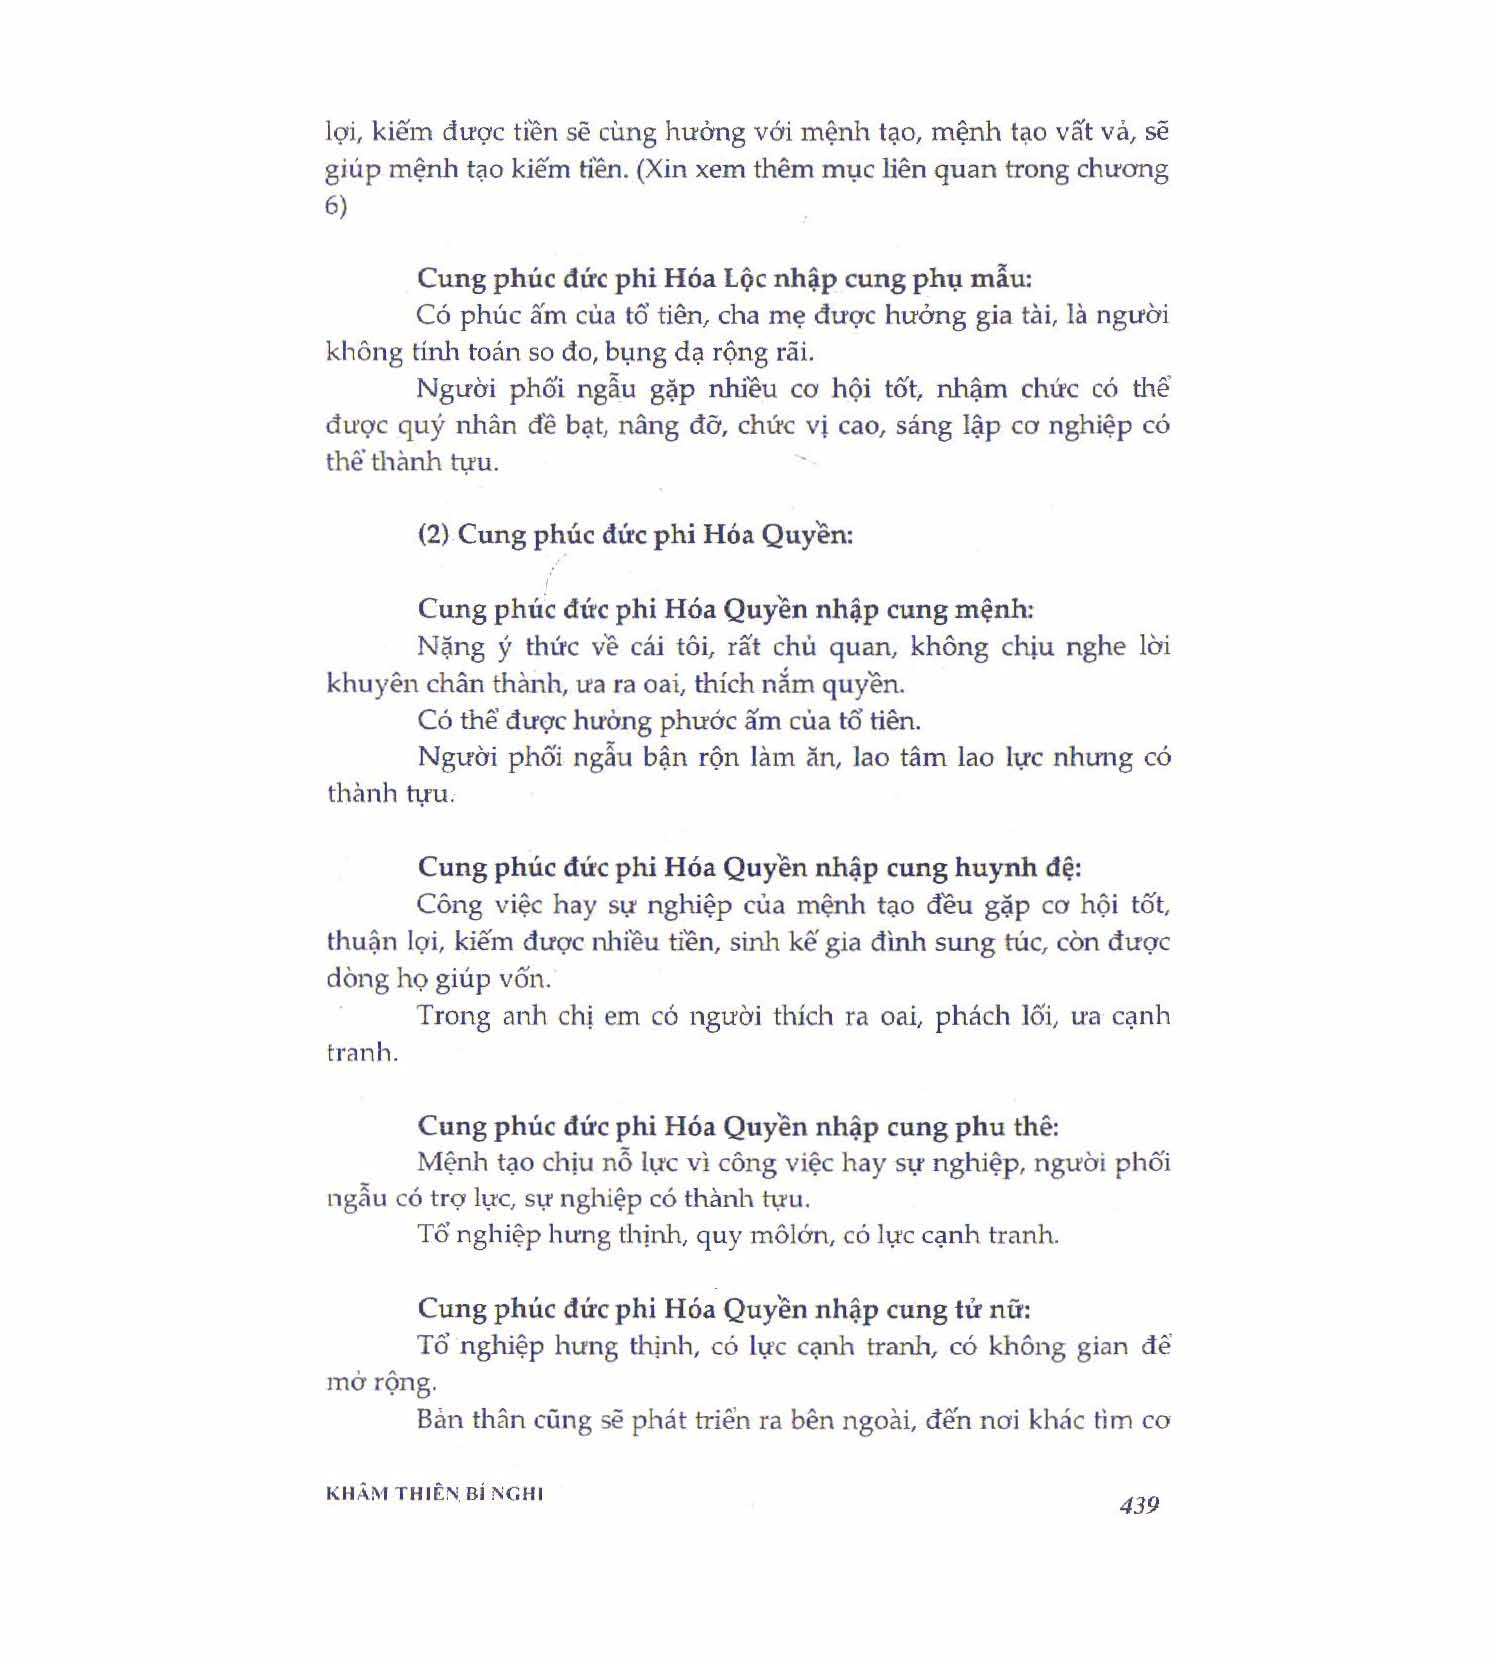 lợi, kiếm được tiền sẽ cùng hưởng với mệnh tạo, mệnh tạo vất vả, sẽ
giúp mệnh tạo kiếm tiền. (Xin xem thêm mục liên quan trong chương
6)
Cung phúc đức phi Hóa Lộc nhập cung phụ mẫu:
Có phúc ấm của tổ tiên, cha mẹ được hưởng gia tài, là người
không tính toán so đo, bụng dạ rộng rãi.
Người phối ngẫu gặp nhiều cơ hội tốt, nhậm chức có thể
được quý nhân đề bạt, nâng đỡ, chức vị cao, sáng lập cơ nghiệp có
thể thành tựu.
(2) Cung phúc đức phi Hóa Quyền:
Cung phúc đức phi Hóa Quyền nhập cung mệnh:
Nặng ý thức về cái tôi, rất chủ quan, không chịu nghe lời
khuyên chân thành, ưa ra oai, thích nắm quyền.
Có thể được hưởng phước ấm của tổ tiên.
Người phối ngẫu bận rộn làm ăn, lao tâm lao lực nhưng có
thành tựu.
Cung phúc đức phi Hóa Quyền nhập cung huynh đệ:
Công việc hay sự nghiệp của mệnh tạo đều gặp cơ hội tốt,
thuận lợi, kiếm được nhiều tiền, sinh kế gia đình sung túc, còn được
dòng họ giúp vốn.
Trong anh chị em có người thích ra oai, phách lối, ưa cạnh
tranh.
Cung phúc đức phi Hóa Quyền nhập cung phu thê:
Mệnh tạo chịu nỗ lực vì công việc hay sự nghiệp, người phối
ngẫu có trợ lực, sự nghiệp có thành tựu.
Tổ nghiệp hưng thịnh, quy môlớn, có lực cạnh tranh.
Cung phúc đức phi Hóa Quyền nhập cung tử nữ:
Tổ nghiệp hưng thịnh, có lực cạnh tranh, có không gian để
mở rộng.
Bản thân cũng sẽ phát triển ra bên ngoài, đến nơi khác tìm cơ
KHÂM THIÊN BÍ NGHI
439